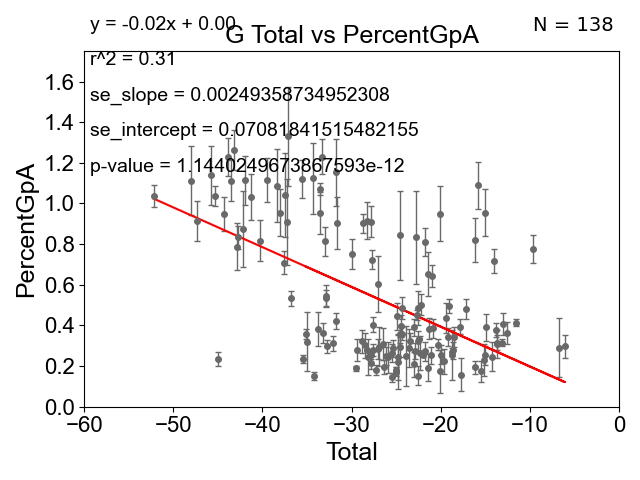 y = -0.02x + 0.00
G Total vs PercentGpA
N = 138
r^2 = 0.31
se_slope = 0.00249358734952308
se_intercept = 0.07081841515482155
p-value = 1.1440249673867593e-12
PercentGpA
1.6
1.4
1.2
1.0
0.8
0.6
0.4
0.2
0.0
−60
−50
−40
−30
−20
−10
0
Total